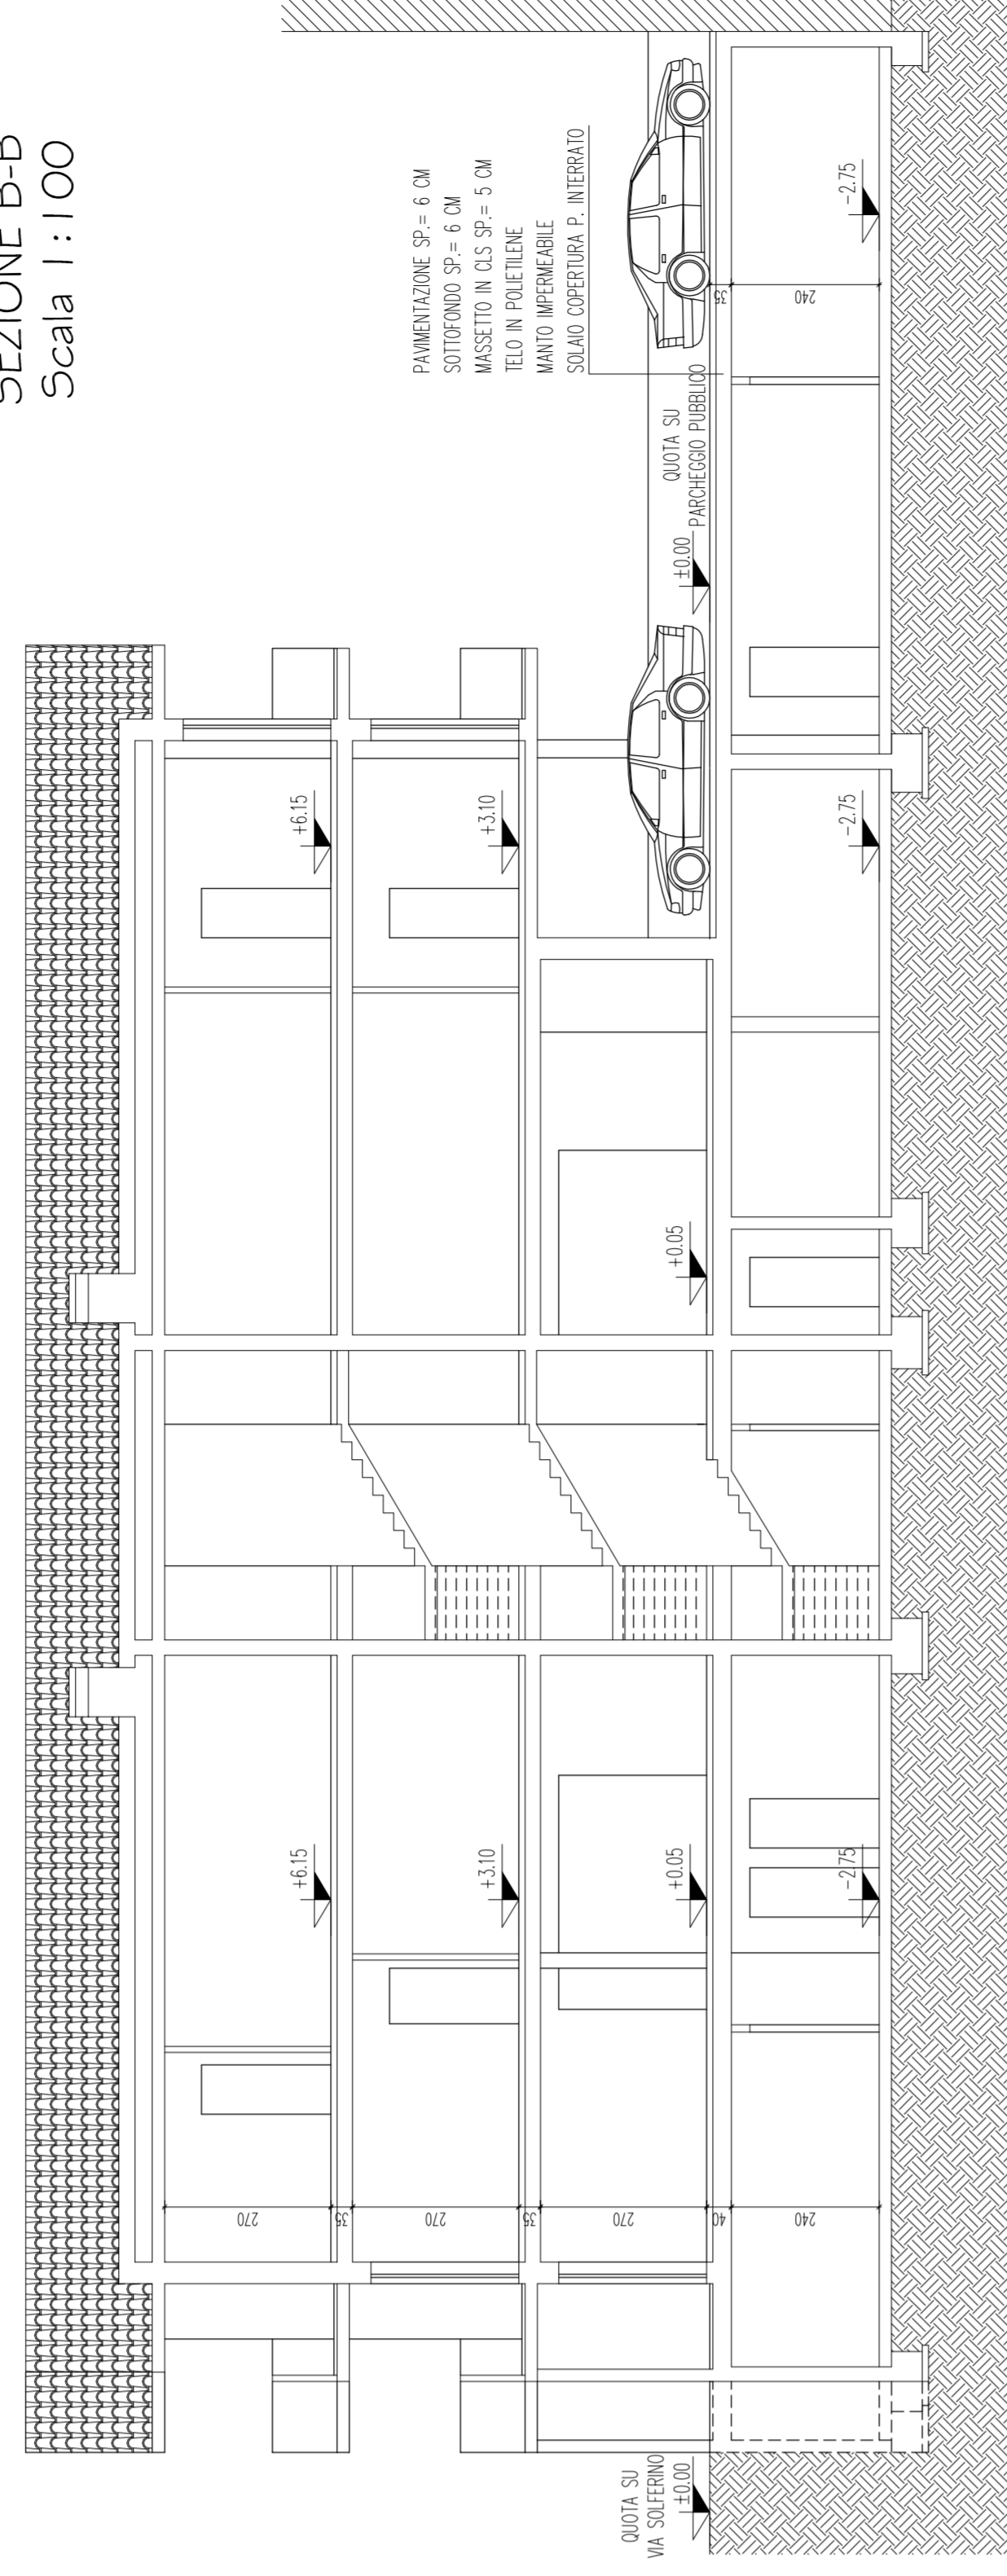 SEZIONE B-B
Scala 1:100
PAVIMENTAZIONE SP.= 6 CM
SOTTOFONDO SP.= 6 CM
MASSETTO IN CLS SP.= 5 CM
TELO IN POLIETILENE
MANTO IMPERMEABILE
SOLAIO COPERTURA P. INTERRATO
+6.15
+6.15
270
35
+3.10
+3.10
270
35
QUOTA SU
VIA SOLFERINO
±0.00
+0.05
+0.05
270
QUOTA SU
PARCHEGGIO PUBBLICO
±0.00
40
35
-2.75
-2.75
-2.75
240
240